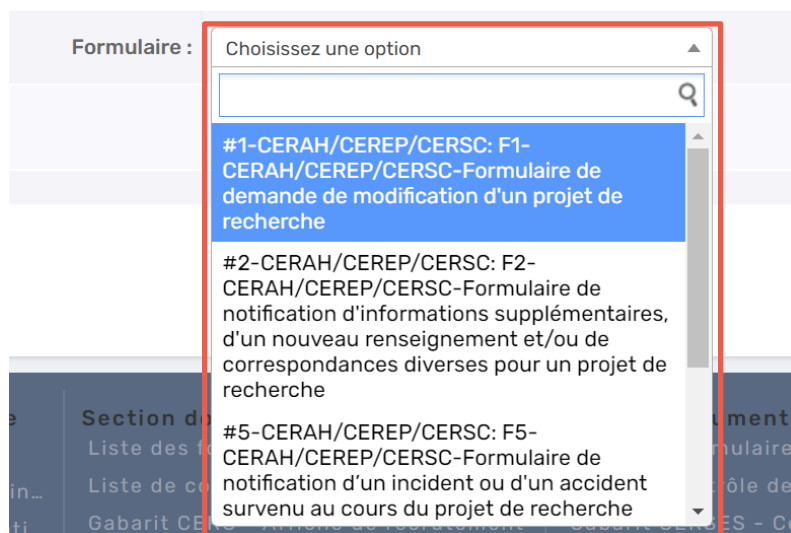 Formulaire :
Choisissez une option
#1-CERAH/CEREP/CERSC: F1-
CERAH/CEREP/CERSC-Formulaire de
demande de modification d'un projet de
recherche
#2-CERAH/CEREP/CERSC: F2-
CERAH/CEREP/CERSC-Formulaire de
notification d'informations supplémentaires,
d'un nouveau renseignement et/ou de
correspondances diverses pour un projet de
recherche
#5-CERAH/CEREP/CERSC: F5-
CERAH/CEREP/CERSC-Formulaire de
notification d’un incident ou d'un accident
survenu au cours du projet de recherche
Section
Liste des
Liste de
Gabarit